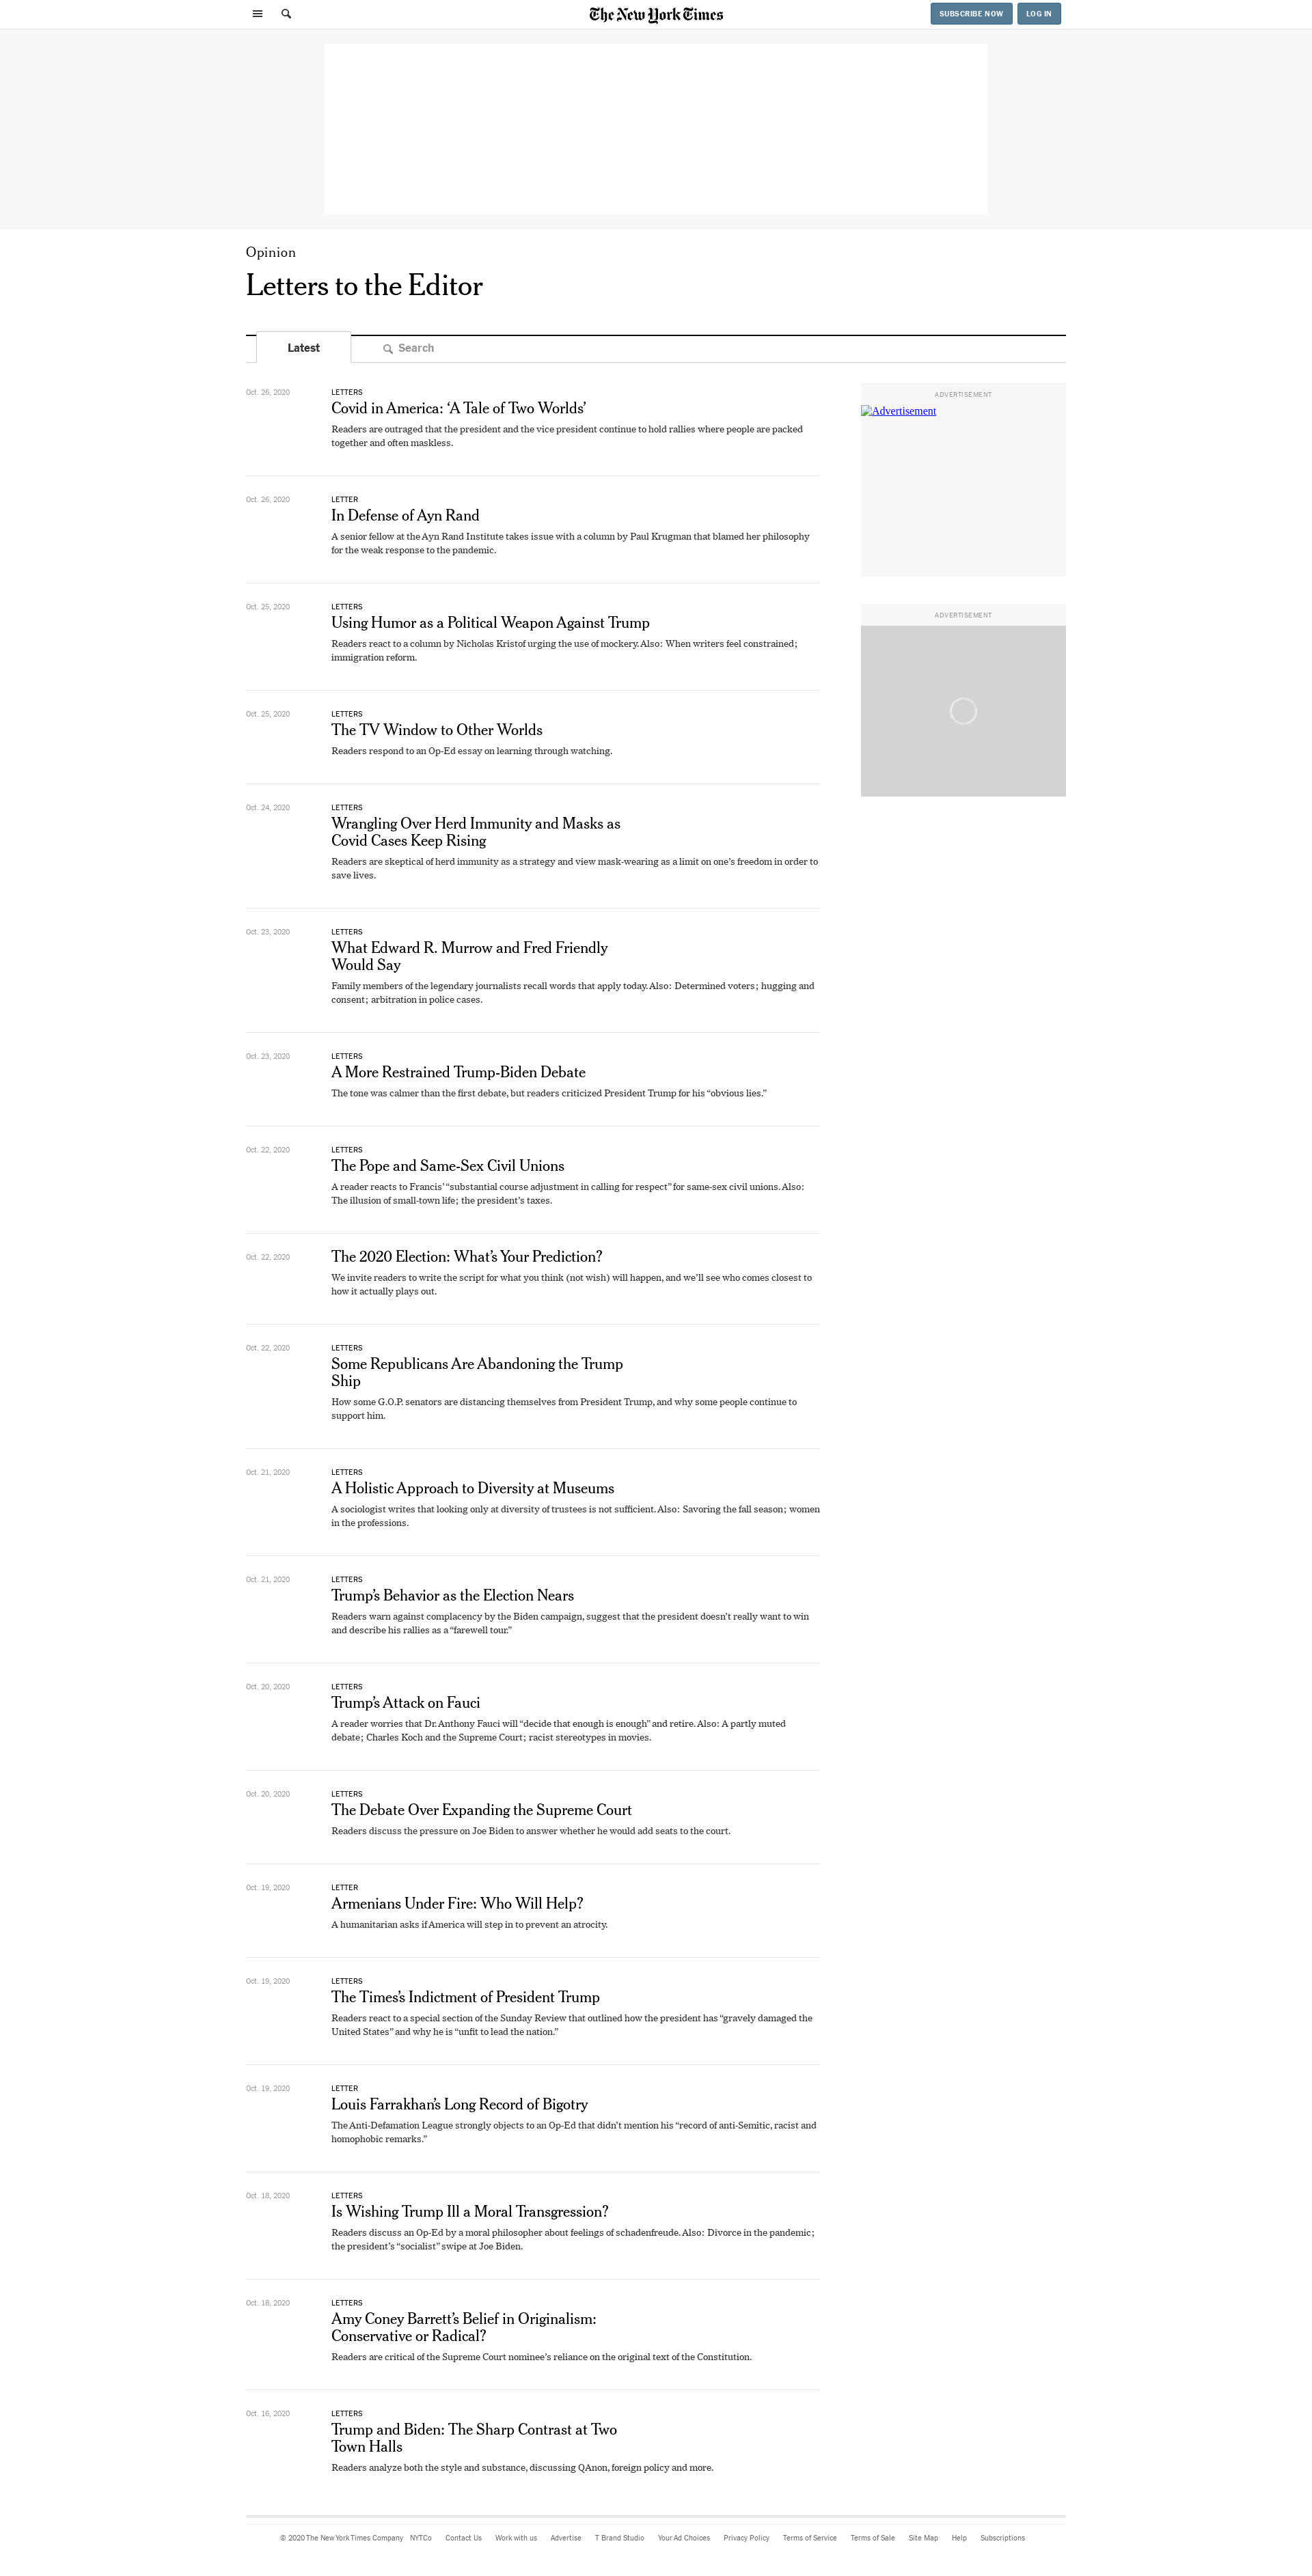 The New York Times
SUBSCRIBE NOW
LOG IN
Opinion
Letters to the Editor
Latest
Search
Oct. 26, 2020
LETTERS
Covid in America: ‘A Tale of Two Worlds’
Readers are outraged that the president and the vice president continue to hold rallies where people are packed
together and often maskless.
ADVERTISEMENT
Advertisement
Oct. 26, 2020
LETTER
In Defense of Ayn Rand
A senior fellow at the Ayn Rand Institute takes issue with a column by Paul Krugman that blamed her philosophy
for the weak response to the pandemic.
Oct. 25, 2020
LETTERS
Using Humor as a Political Weapon Against Trump
Readers react to a column by Nicholas Kristof urging the use of mockery. Also: When writers feel constrained;
immigration reform.
ADVERTISEMENT
Oct. 25, 2020
LETTERS
The TV Window to Other Worlds
Readers respond to an Op-Ed essay on learning through watching.
Oct. 24, 2020
LETTERS
Wrangling Over Herd Immunity and Masks as
Covid Cases Keep Rising
Readers are skeptical of herd immunity as a strategy and view mask-wearing as a limit on one’s freedom in order to
save lives.
Oct. 23, 2020
LETTERS
What Edward R. Murrow and Fred Friendly
Would Say
Family members of the legendary journalists recall words that apply today. Also: Determined voters; hugging and
consent; arbitration in police cases.
Oct. 23, 2020
LETTERS
A More Restrained Trump-Biden Debate
The tone was calmer than the first debate, but readers criticized President Trump for his “obvious lies.”
Oct. 22, 2020
LETTERS
The Pope and Same-Sex Civil Unions
A reader reacts to Francis’ “substantial course adjustment in calling for respect” for same-sex civil unions. Also:
The illusion of small-town life; the president’s taxes.
Oct. 22, 2020
The 2020 Election: What’s Your Prediction?
We invite readers to write the script for what you think (not wish) will happen, and we’ll see who comes closest to
how it actually plays out.
Oct. 22, 2020
LETTERS
Some Republicans Are Abandoning the Trump
Ship
How some G.O.P. senators are distancing themselves from President Trump, and why some people continue to
support him.
Oct. 21, 2020
LETTERS
A Holistic Approach to Diversity at Museums
A sociologist writes that looking only at diversity of trustees is not sufficient. Also: Savoring the fall season; women
in the professions.
Oct. 21, 2020
LETTERS
Trump’s Behavior as the Election Nears
Readers warn against complacency by the Biden campaign, suggest that the president doesn’t really want to win
and describe his rallies as a “farewell tour.”
Oct. 20, 2020
LETTERS
Trump’s Attack on Fauci
A reader worries that Dr. Anthony Fauci will “decide that enough is enough” and retire. Also: A partly muted
debate; Charles Koch and the Supreme Court; racist stereotypes in movies.
Oct. 20, 2020
LETTERS
The Debate Over Expanding the Supreme Court
Readers discuss the pressure on Joe Biden to answer whether he would add seats to the court.
Oct. 19, 2020
LETTER
Armenians Under Fire: Who Will Help?
A humanitarian asks if America will step in to prevent an atrocity.
Oct. 19, 2020
LETTERS
The Times’s Indictment of President Trump
Readers react to a special section of the Sunday Review that outlined how the president has “gravely damaged the
United States” and why he is “unfit to lead the nation.”
Oct. 19, 2020
LETTER
Louis Farrakhan’s Long Record of Bigotry
The Anti-Defamation League strongly objects to an Op-Ed that didn’t mention his “record of anti-Semitic, racist and
homophobic remarks.”
Oct. 18, 2020
LETTERS
Is Wishing Trump Ill a Moral Transgression?
Readers discuss an Op-Ed by a moral philosopher about feelings of schadenfreude. Also: Divorce in the pandemic;
the president’s “socialist” swipe at Joe Biden.
Oct. 18, 2020
LETTERS
Amy Coney Barrett’s Belief in Originalism:
Conservative or Radical?
Readers are critical of the Supreme Court nominee’s reliance on the original text of the Constitution.
Oct. 16, 2020
LETTERS
Trump and Biden: The Sharp Contrast at Two
Town Halls
Readers analyze both the style and substance, discussing QAnon, foreign policy and more.
© 2020 The New York Times Company NYTCo Contact Us Work with us Advertise T Brand Studio Your Ad Choices Privacy Policy Terms of Service Terms of Sale Site Map Help Subscriptions